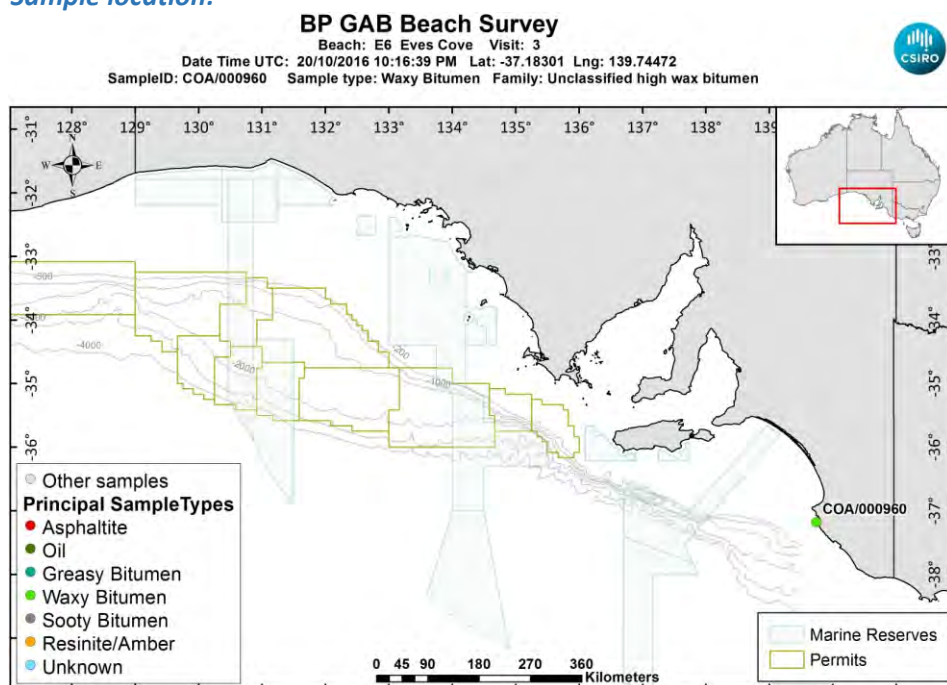 Sample location:
BP GAB Beach Survey
Beach: E6 Eves Cove Visit: 3
Date Time UTC: 20/10/2016 10:16:39 PM Lat: -37.18301 Lng: 139.74472
SampleID: COA/000960 Sample type: Waxy Bitumen Family: Unclassified high wax bitumen
CSIRO
128° 129° 130° 131° 132° 133° 134° 135° 136° 137° 138° 139°
-31°
-32°
-33°
-34°
-35°
-36°
-37°
-38°
N
W E
S
-31°
-32°
-33°
-34°
-35°
-36°
-37°
-38°
-4000
-2000
-200
-1000
COA/000960
Other samples
Principal SampleTypes
Asphaltite
Oil
Greasy Bitumen
Waxy Bitumen
Sooty Bitumen
Resinite/Amber
Unknown
0 45 90 180 270 360
Kilometers
Marine Reserves
Permits